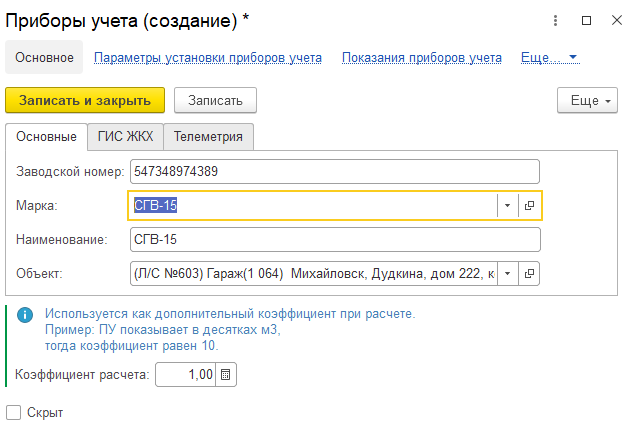 Приборы учета (создание) *
Основное Параметры установки приборов учета Показания приборов учета Еще...
Записать и закрыть Записать Еще
Основные ГИС ЖКХ Телеметрия
Заводской номер: 547348974389
Марка: СГВ-15
Наименование: СГВ-15
Объект: (Л/С №603) Гараж(1 064) Михайловск, Дудкина, дом 222, к
Используется как дополнительный коэффициент при расчете.
Пример: ПУ показывает в десятках м3,
тогда коэффициент равен 10.
Коэффициент расчета: 1,00
Скрыт